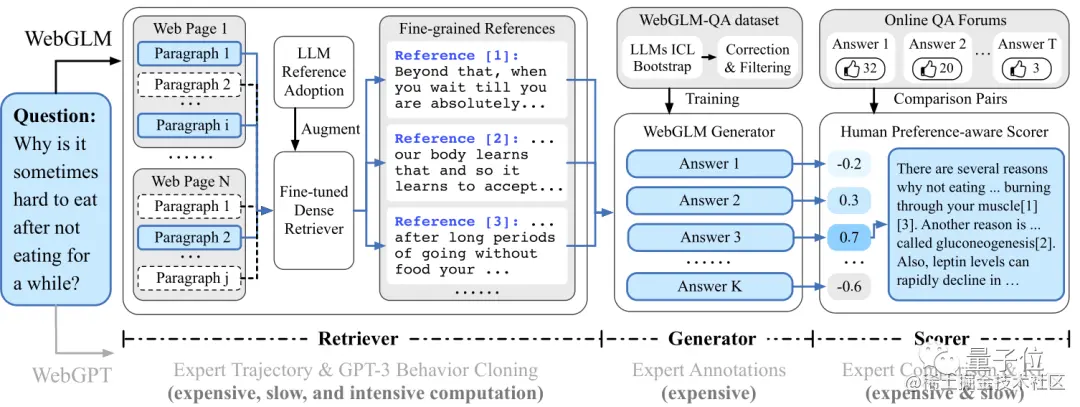 WebGLM
Question:
Why is it
sometimes
hard to eat
after not
eating for
a while?
WebGPT
Web Page 1
Paragraph 1
Paragraph 2
...
Paragraph i
......
Web Page N
Paragraph 1
Paragraph 2
...
Paragraph j
LLM
Reference
Adoption
Augment
Fine-tuned
Dense
Retriever
Fine-grained References
Reference [1]:
Beyond that, when
you wait till you
are absolutely...
Reference [2]: ...
our body learns
that and so it
learns to accept...
Reference [3]: ...
after long periods
of going without
food your ...
......
WebGLM-QA dataset
LLMs ICL
Bootstrap
Correction
& Filtering
Training
WebGLM Generator
Answer 1
Answer 2
Answer 3
......
Answer K
Online QA Forums
Answer 1
32
Answer 2
20
...
Answer T
3
Comparison Pairs
Human Preference-aware Scorer
-0.2
0.3
0.7
...
-0.6
There are several reasons
why not eating ... burning
through your muscle[1]
[3]. Another reason is ...
called gluconeogenesis[2].
Also, leptin levels can
rapidly decline in ...
Retriever
Generator
Scorer
Expert Trajectory & GPT-3 Behavior Cloning
(expensive, slow, and intensive computation)
Expert Annotations
(expensive)
Expert
(expensive & slow)
量子位
@稀土掘金技术社区